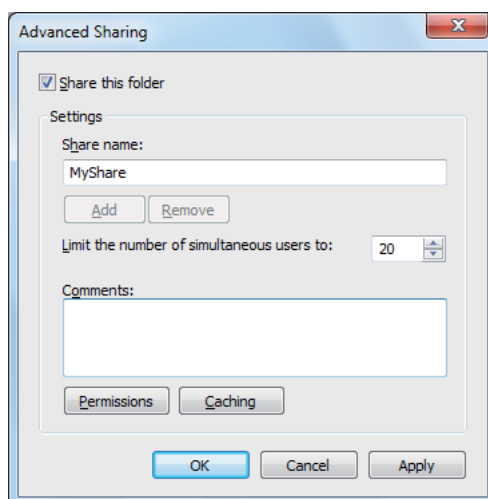 Advanced Sharing
Share this folder
Settings
Share name:
MyShare
Add Remove
Limit the number of simultaneous users to: 20
Comments:
Permissions Caching
OK Cancel Apply